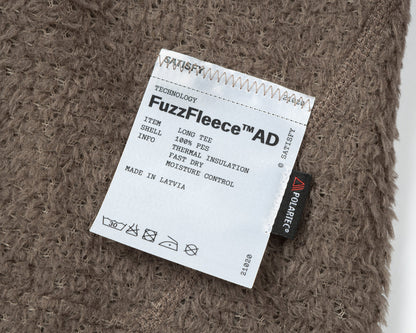 SATISFY
21020
TECHNOLOGY
FuzzFleece™AD
ITEM LONG TEE
SHELL 100% PES
INFO THERMAL INSULATION
FAST DRY
MOISTURE CONTROL
MADE IN LATVIA
@ SATISFY
POLARTEC®
21020